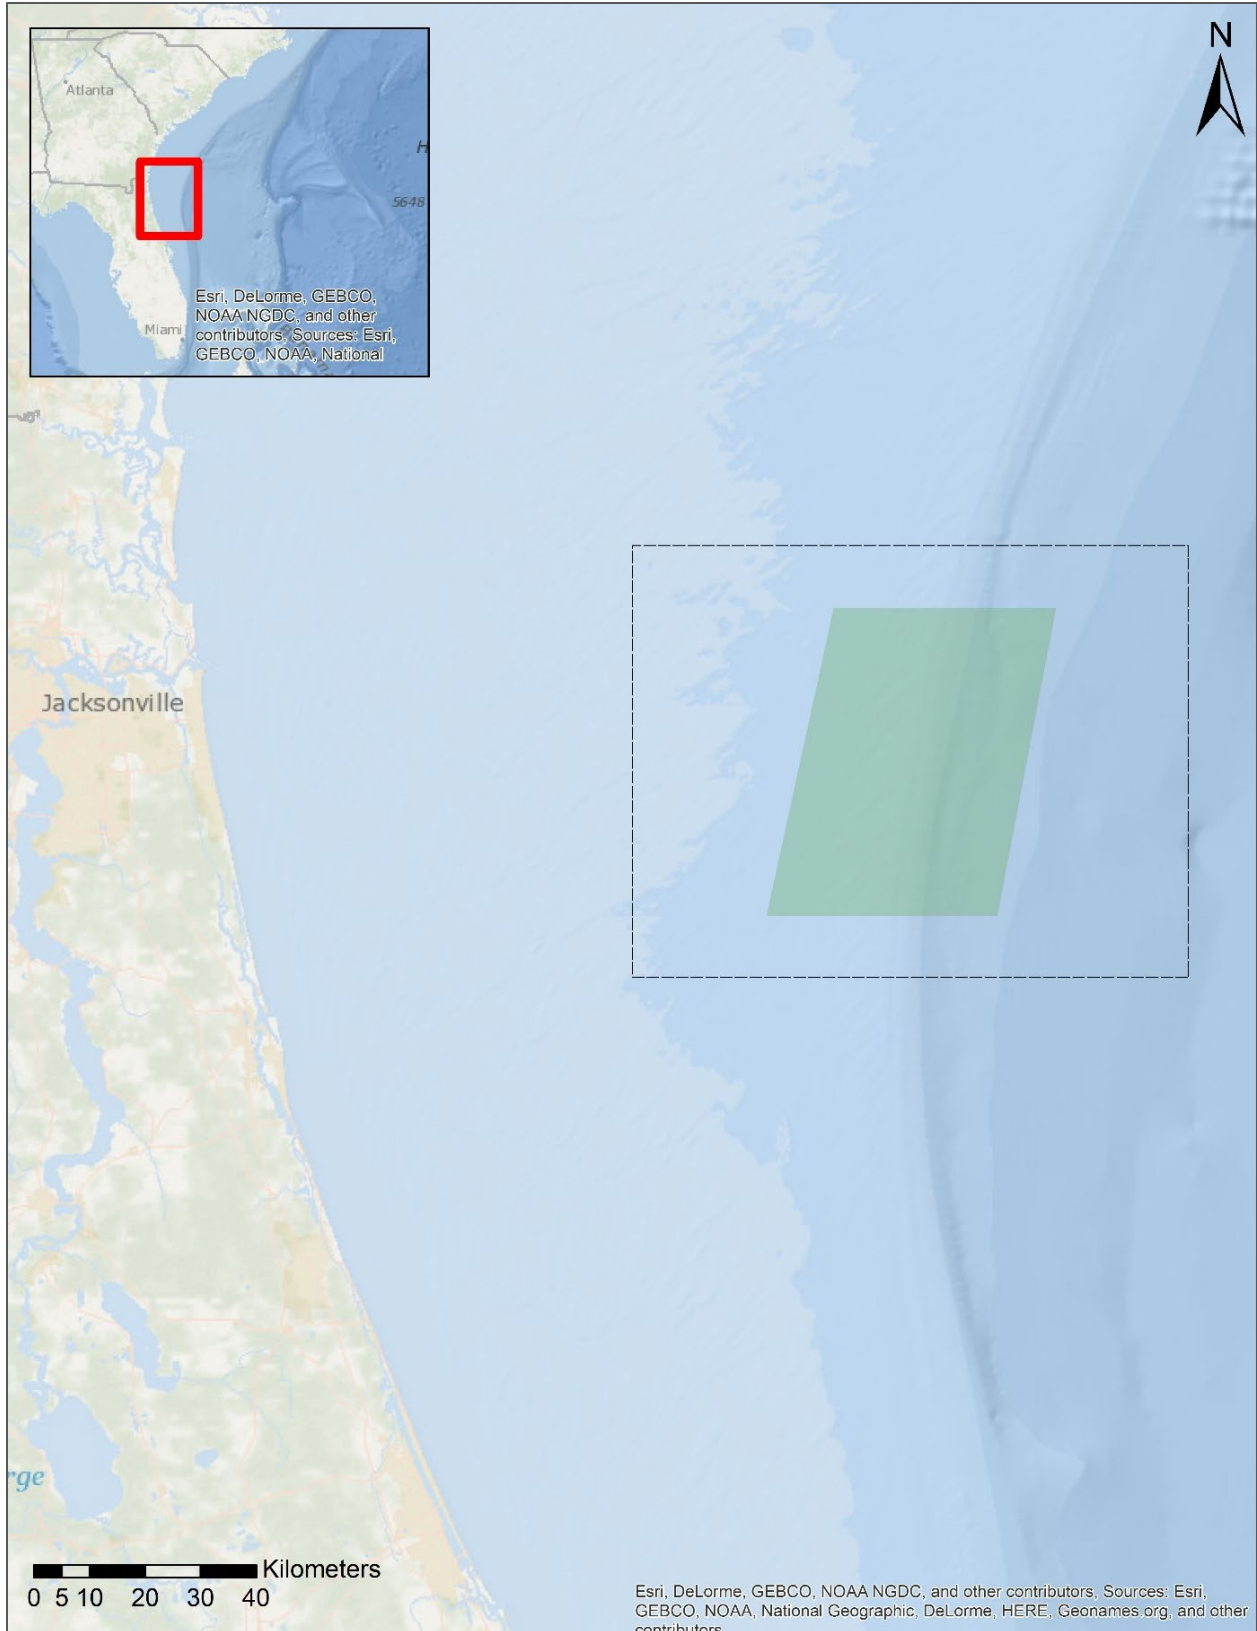 N
Atlanta
H
5648
Esri, DeLorme, GEBCO,
NOAA NGDC, and other
contributors, Sources: Esri,
GEBCO, NOAA, National
Miami
Jacksonville
rge
Kilometers
0 5 10 20 30 40
Esri, DeLorme, GEBCO, NOAA NGDC, and other contributors, Sources: Esri,
GEBCO, NOAA, National Geographic, DeLorme, HERE, Geonames.org, and other
contributors